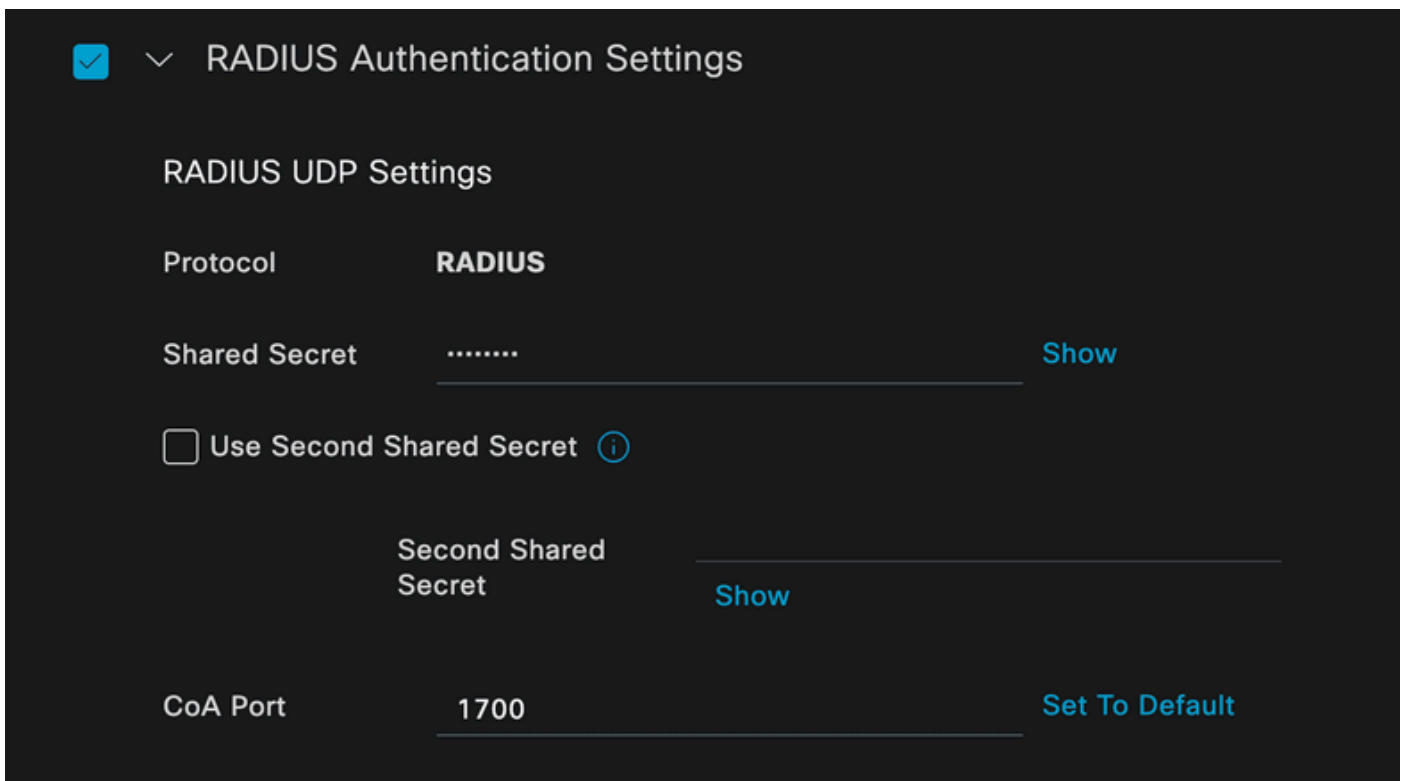 RADIUS Authentication Settings
RADIUS UDP Settings
Protocol RADIUS
Shared Secret ········ Show
Use Second Shared Secret
Second Shared
Secret
Show
CoA Port 1700 Set To Default